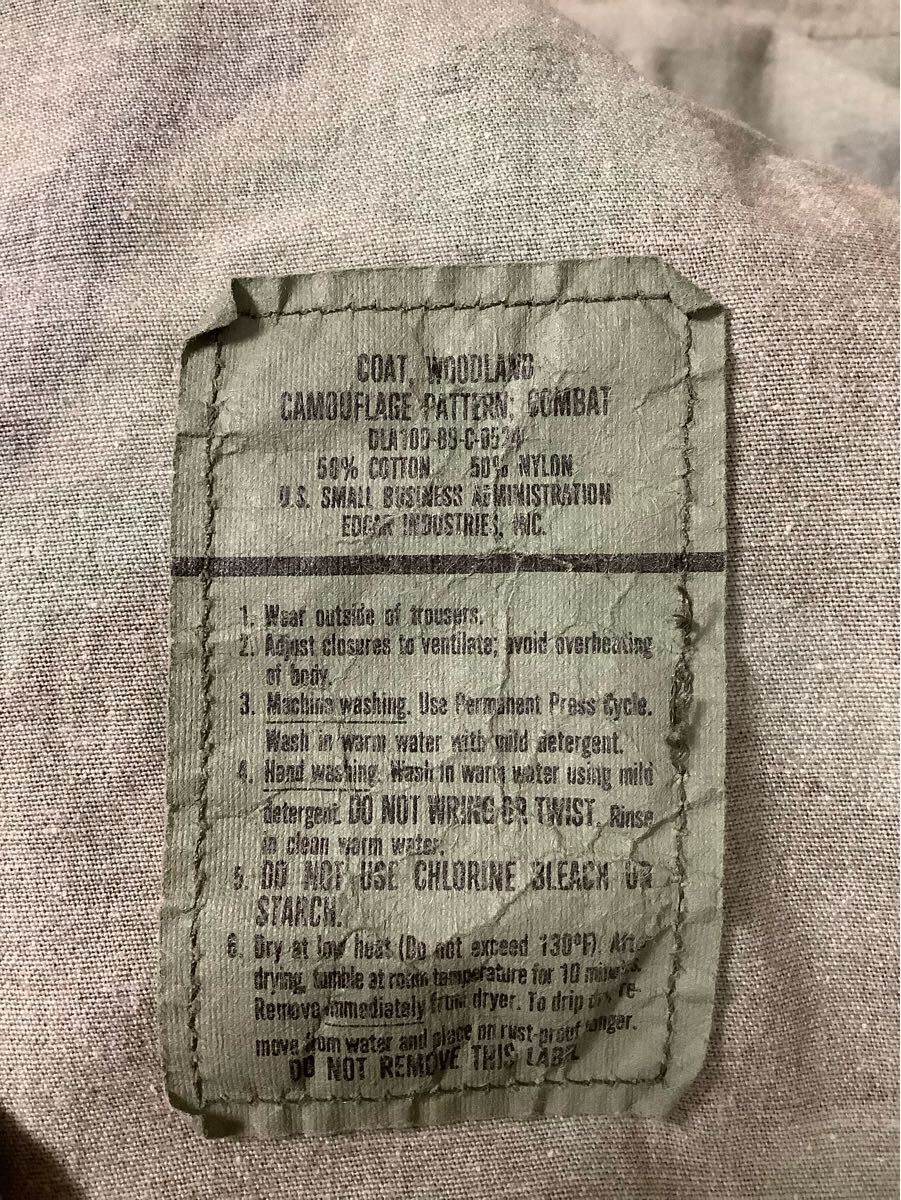 COAT, WOODLAND
CAMOUFLAGE PATTERN: COMBAT
50% COTTON 50% NYLON
U.S. SMALL BUSINESS ADMINISTRATION
EDGAR INDUSTRIES, INC.
1. Wear outside of trousers.
2. Adjust closures to ventilate; avoid overheating
of body.
3. Machine washing. Use Permanent Press Cycle.
Wash in warm water with mild detergent.
4. Hand washing. Wash in warm water using mild
detergent. DO NOT WRING OR TWIST. Rinse
in clean warm water.
5. DO NOT USE CHLORINE BLEACH OR
STARCH.
6. Dry at low heat (Do not exceed 130°F). After
drying, tumble at room temperature for 10 minutes.
Remove immediately from dryer. To drip dry, re-
move from water and place on rust-proof hanger.
DO NOT REMOVE THIS LABEL